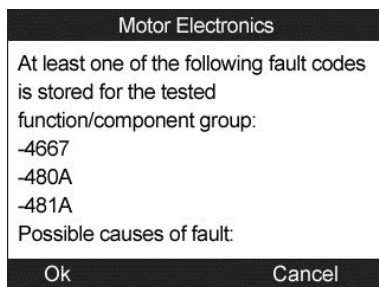 Motor Electronics
At least one of the following fault codes
is stored for the tested
function/component group:
-4667
-480A
-481A
Possible causes of fault:
Ok Cancel